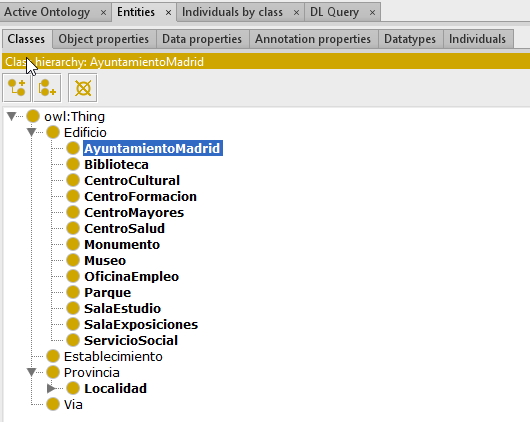 Active Ontology × Entities × Individuals by class × DL Query ×
Classes Object properties Data properties Annotation properties Datatypes Individuals
hierarchy: AyuntamientoMadrid
owl:Thing
Edificio
AyuntamientoMadrid
Biblioteca
CentroCultural
CentroFormacion
CentroMayores
CentroSalud
Monumento
Museo
OficinaEmpleo
Parque
SalaEstudio
SalaExposiciones
ServicioSocial
Establecimiento
Provincia
Localidad
Via